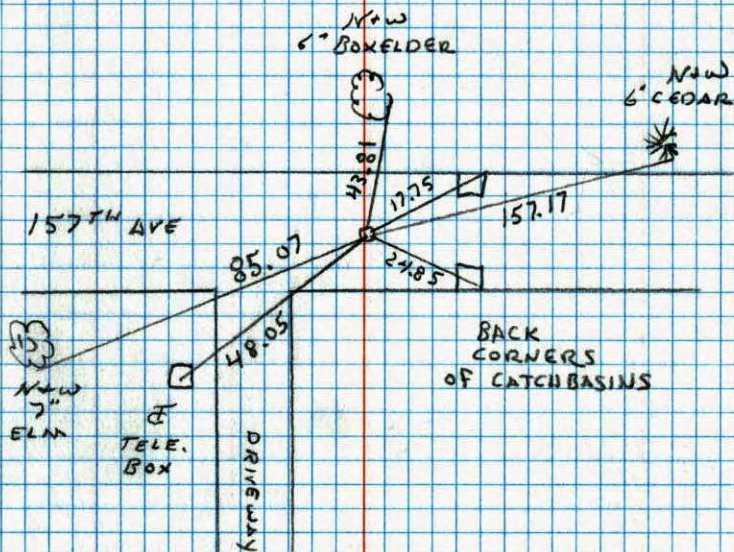 N+W
6" BOXELDER
N+W
6" CEDAR
43.81
17.75
157.17
157TH AVE
85.07
24.85
48.05
BACK
CORNERS
OF CATCHBASINS
N+W
7"
ELM
TELE.
BOX
DRIVEWAY